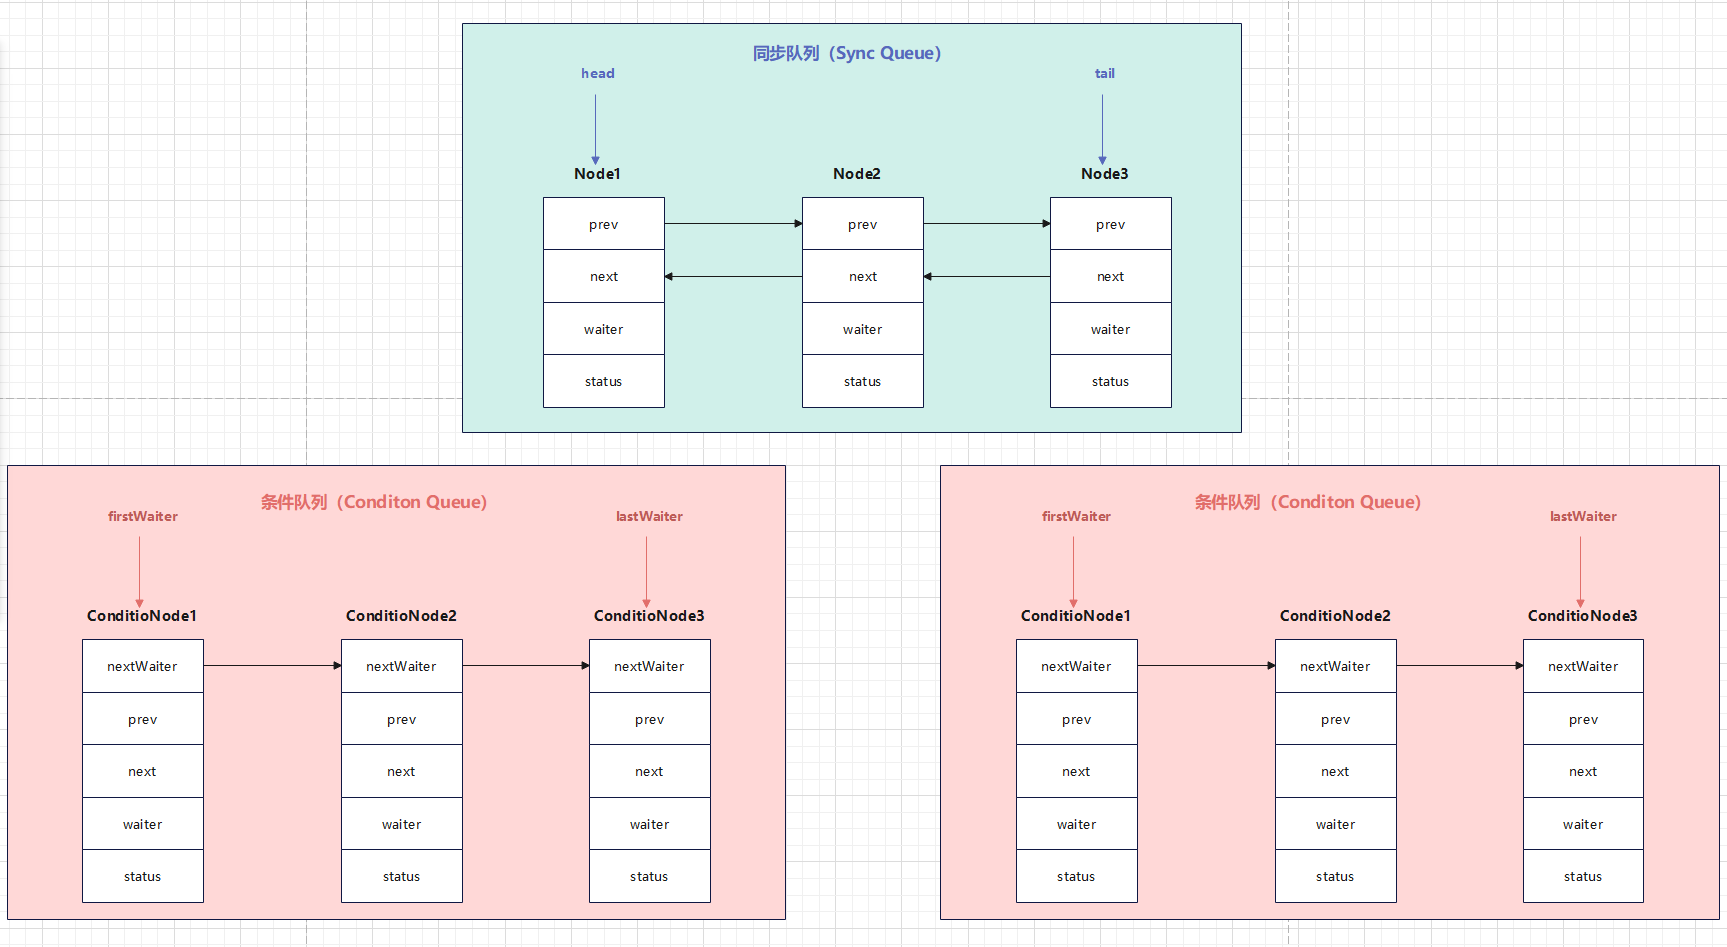 同步队列（Sync Queue）
head
tail
Node1
Node2
Node3
prev
prev
prev
next
next
next
waiter
waiter
waiter
status
status
status
条件队列（Conditon Queue）
firstWaiter
lastWaiter
ConditioNode1
ConditioNode2
ConditioNode3
nextWaiter
nextWaiter
nextWaiter
prev
prev
prev
next
next
next
waiter
waiter
waiter
status
status
status
条件队列（Conditon Queue）
firstWaiter
lastWaiter
ConditioNode1
ConditioNode2
ConditioNode3
nextWaiter
nextWaiter
nextWaiter
prev
prev
prev
next
next
next
waiter
waiter
waiter
status
status
status